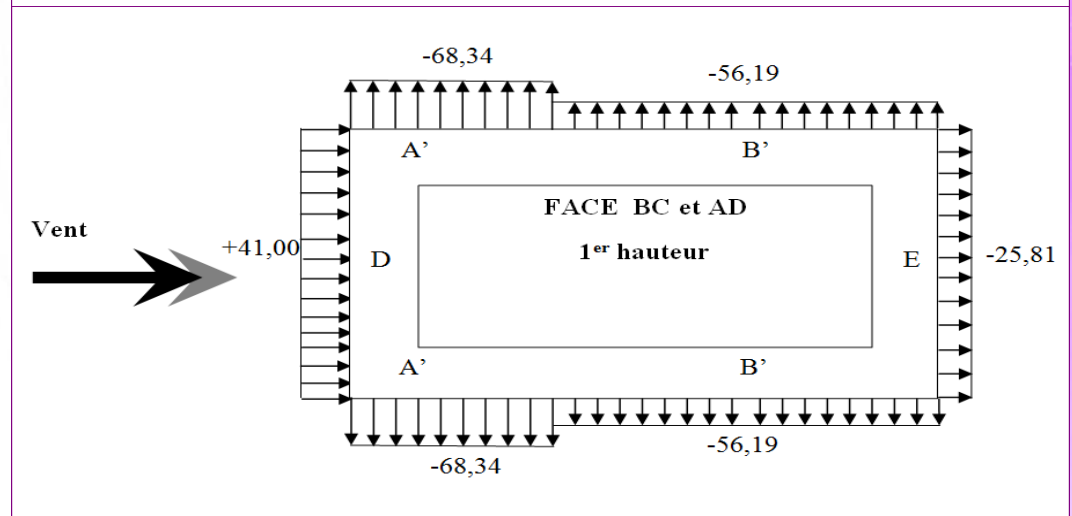 -68,34
-56,19
A’
B’
FACE BC et AD
Vent
1er hauteur
+41,00
D
E
-25,81
A’
B’
-68,34
-56,19